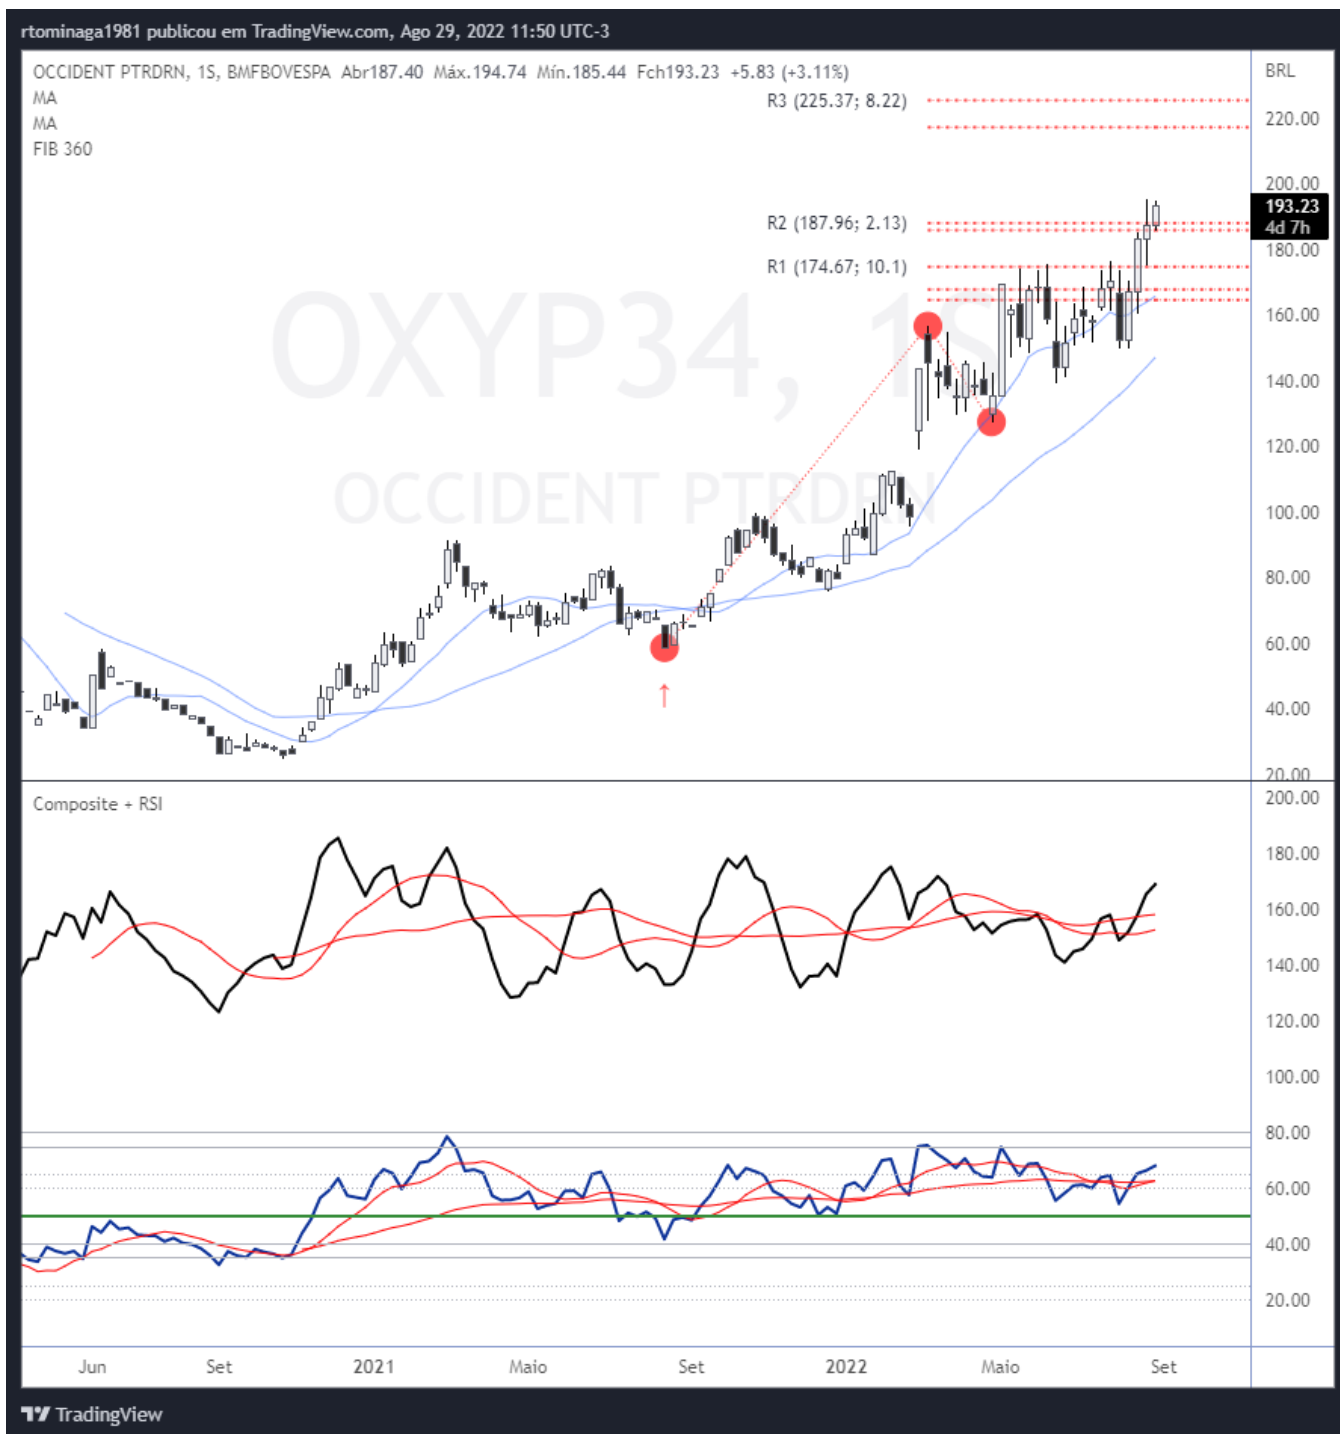 rtominaga1981 publicou em TradingView.com, Ago 29, 2022 11:50 UTC-3
OCCIDENT PTRDRN, 1S, BMFBOVESPA Abr187.40 Máx.194.74 Mín.185.44 Fch193.23 +5.83 (+3.11%)
BRL
MA
MA
FIB 360
R3 (225.37; 8.22)
R2 (187.96; 2.13)
R1 (174.67; 10.1)
OXYP34, 1S
OCCIDENT PTRDRN
220.00
200.00
193.23
4d 7h
180.00
160.00
140.00
120.00
100.00
80.00
60.00
40.00
20.00
Composite + RSI
200.00
180.00
160.00
140.00
120.00
100.00
80.00
60.00
40.00
20.00
Jun Set 2021 Maio Set 2022 Maio Set
TradingView